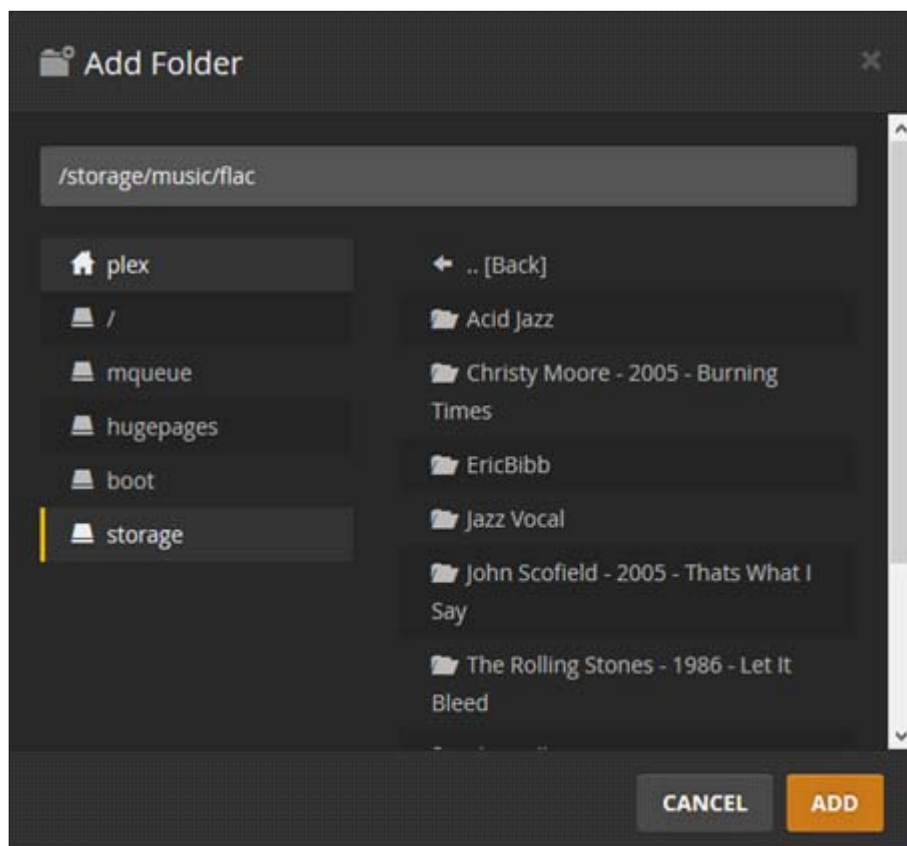 Add Folder
/storage/music/flac
plex
/
mqueue
hugepages
boot
storage
.. [Back]
Acid Jazz
Christy Moore - 2005 - Burning
Times
EricBibb
Jazz Vocal
John Scofield - 2005 - Thats What I
Say
The Rolling Stones - 1986 - Let It
Bleed
CANCEL
ADD